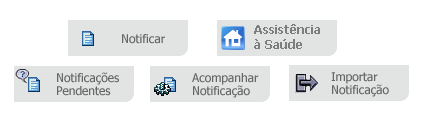 Notificar
Assistência
à Saúde
Notificações
Pendentes
Acompanhar
Notificação
Importar
Notificação